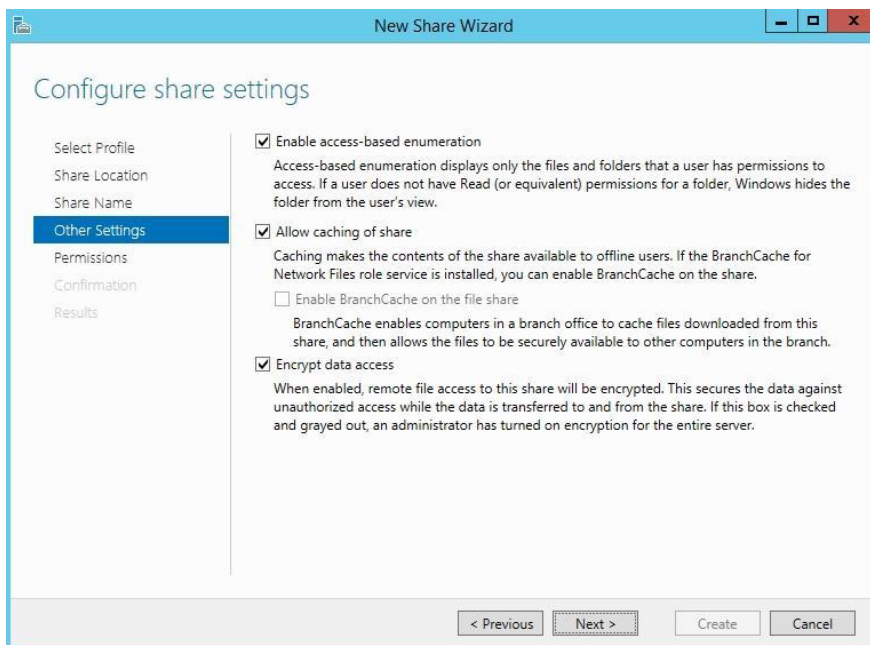 New Share Wizard
Configure share settings
Select Profile
Share Location
Share Name
Other Settings
Permissions
Confirmation
Results
Enable access-based enumeration
Access-based enumeration displays only the files and folders that a user has permissions to
access. If a user does not have Read (or equivalent) permissions for a folder, Windows hides the
folder from the user's view.
Allow caching of share
Caching makes the contents of the share available to offline users. If the BranchCache for
Network Files role service is installed, you can enable BranchCache on the share.
Enable BranchCache on the file share
BranchCache enables computers in a branch office to cache files downloaded from this
share, and then allows the files to be securely available to other computers in the branch.
Encrypt data access
When enabled, remote file access to this share will be encrypted. This secures the data against
unauthorized access while the data is transferred to and from the share. If this box is checked
and grayed out, an administrator has turned on encryption for the entire server.
< Previous
Next >
Create
Cancel